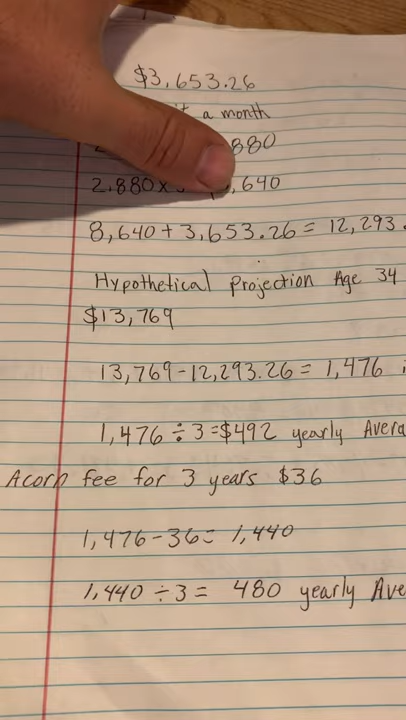 $3,653.26
a month
880
2,880x ,640
8,640+3,653.26= 12,293.
Hypothetical Projection Age 34
$13,769
13,769-12,293.26= 1,476
1,476÷3=$492 yearly Avera
Acorn fee for 3 years $36
1,476-36= 1,440
1,440÷3= 480 yearly Ave